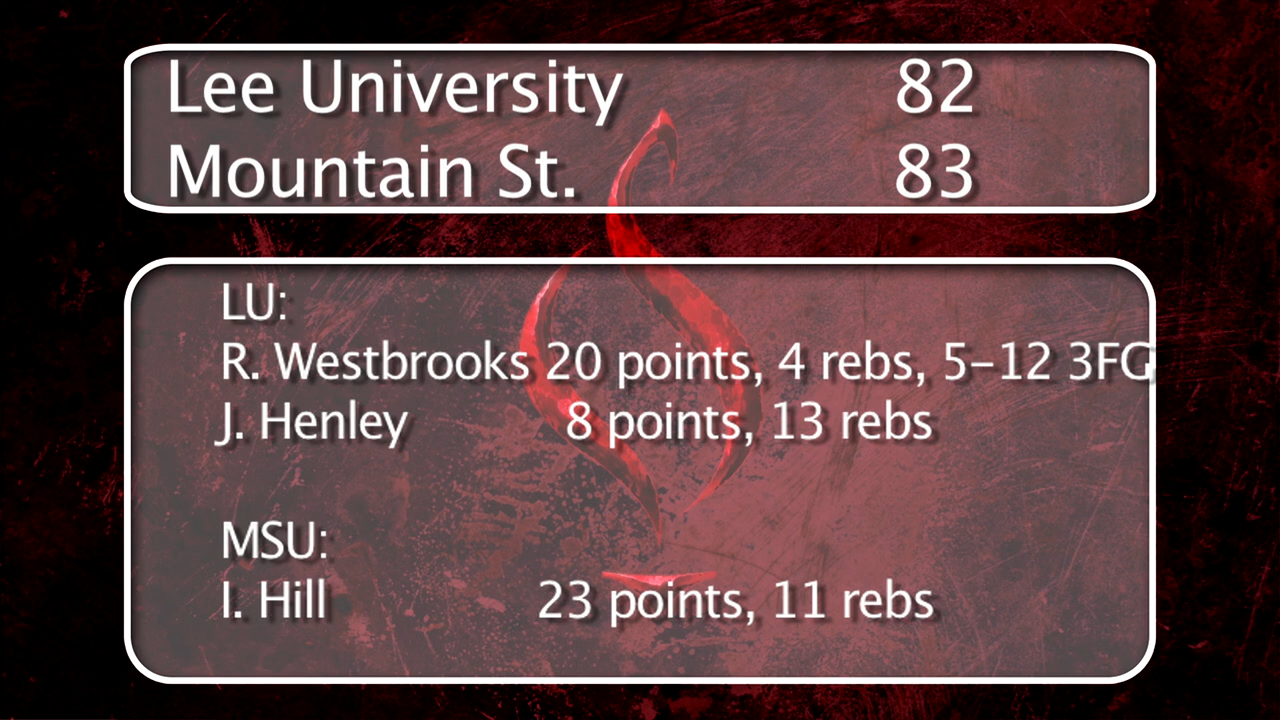 Lee University 82
Mountain St. 83
LU:
R. Westbrooks 20 points, 4 rebs, 5-12 3FG
J. Henley 8 points, 13 rebs
MSU:
I. Hill 23 points, 11 rebs